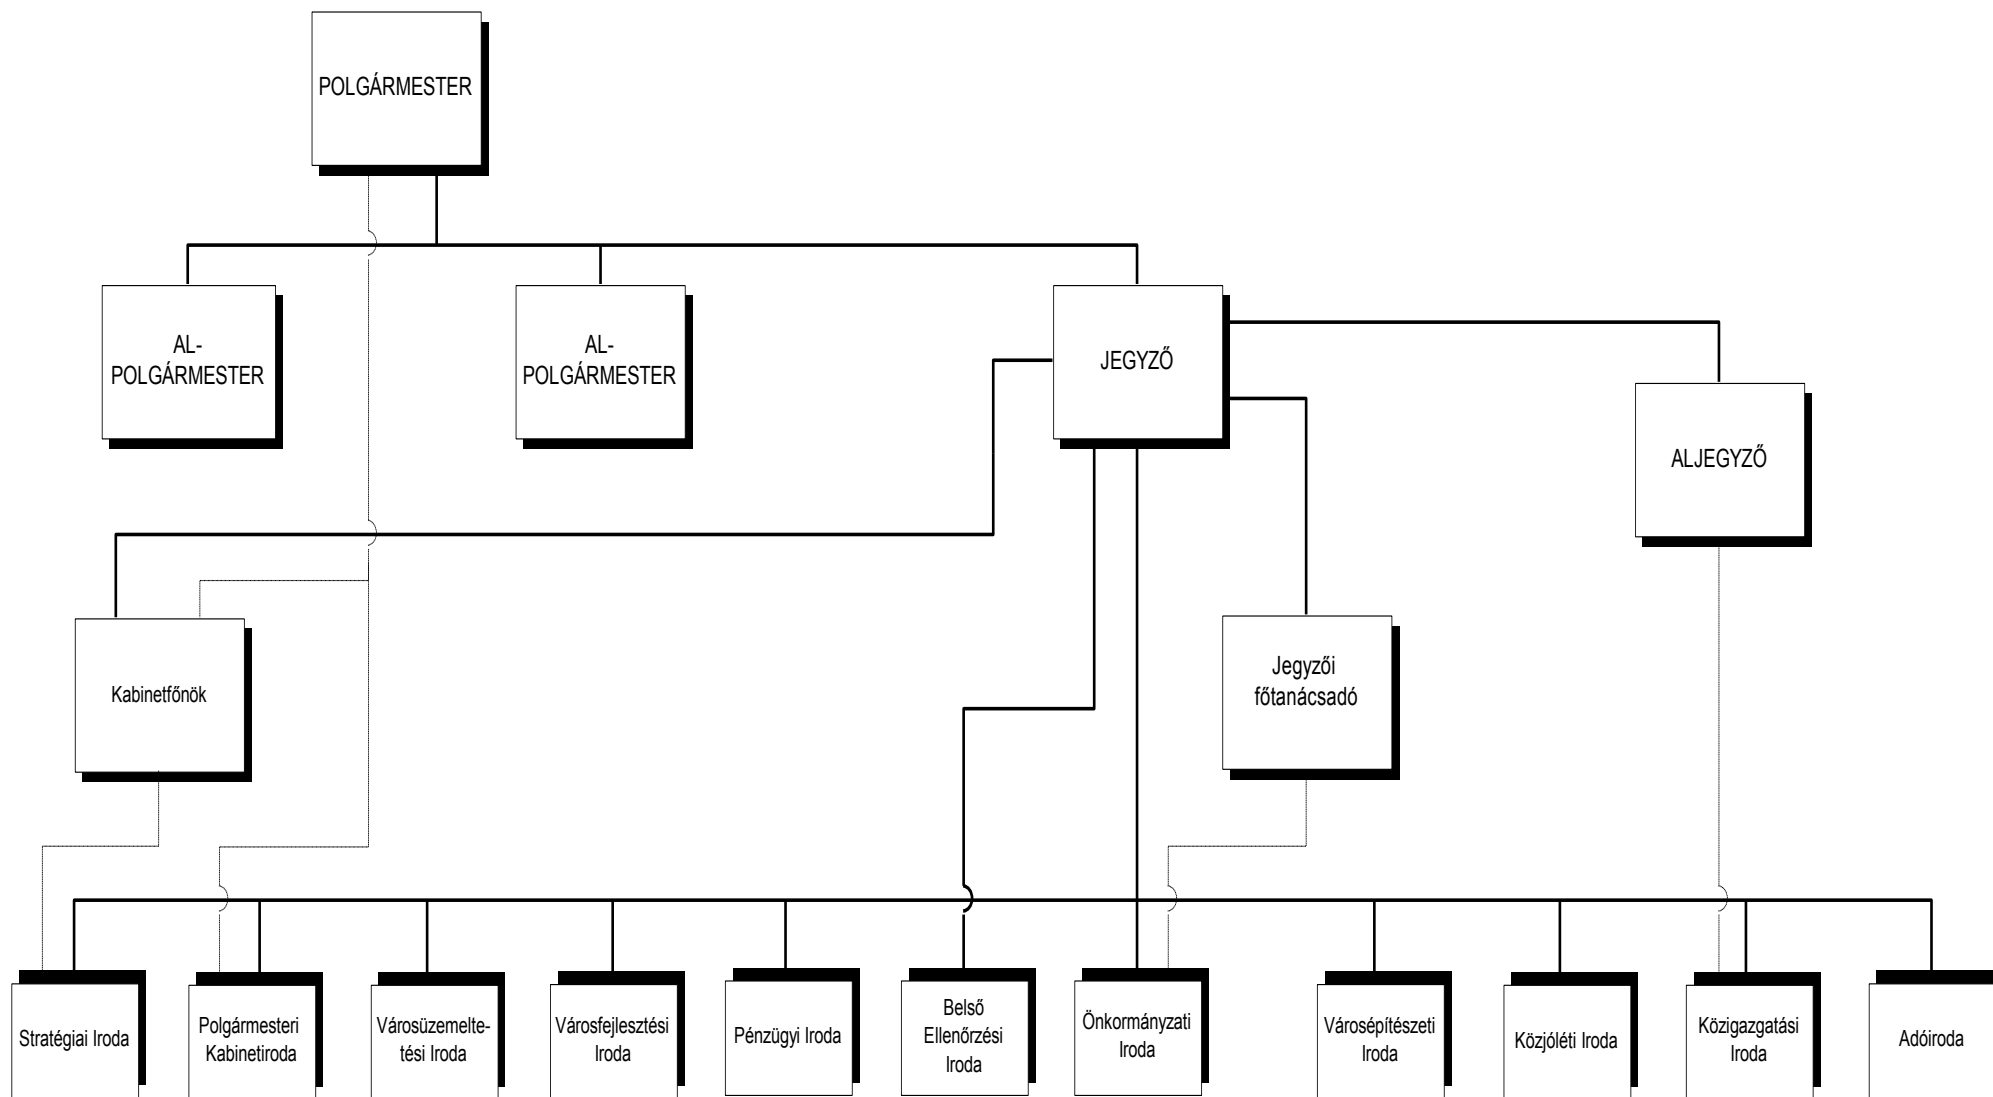 POLGÁRMESTER
AL-
POLGÁRMESTER
AL-
POLGÁRMESTER
JEGYZŐ
ALJEGYZŐ
Kabinetfőnök
Jegyzői
főtanácsadó
Stratégiai Iroda
Polgármesteri
Kabinetiroda
Városüzemelte-
tési Iroda
Városfejlesztési
Iroda
Pénzügyi Iroda
Belső
Ellenőrzési
Iroda
Önkormányzati
Iroda
Városépítészeti
Iroda
Közjóléti Iroda
Közigazgatási
Iroda
Adóiroda